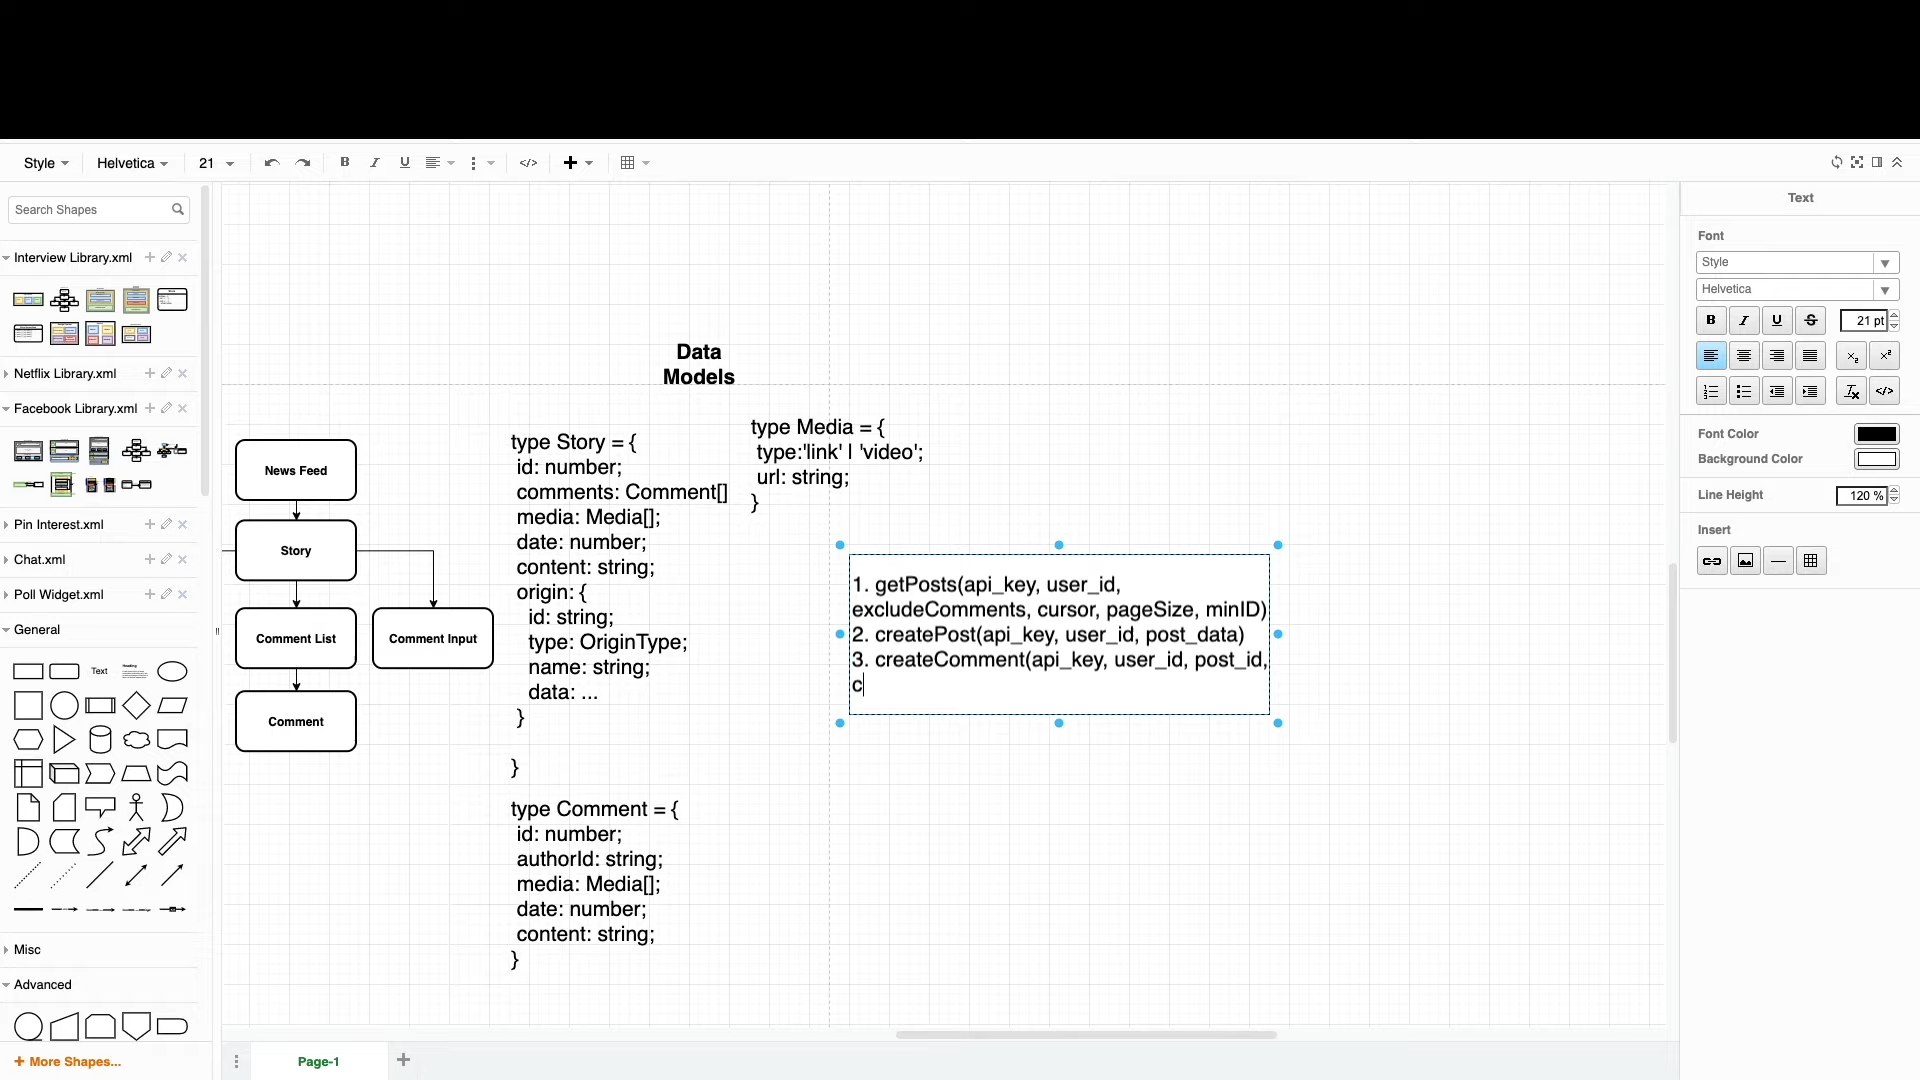 Style
Helvetica
21
B
I
U
</>
Search Shapes
Interview Library.xml
Netflix Library.xml
Facebook Library.xml
Pin Interest.xml
Chat.xml
Poll Widget.xml
General
Text
Heading
Misc
Advanced
+ More Shapes...
News Feed
Story
Comment List
Comment Input
Comment
Data
Models
type Story = {
id: number;
comments: Comment[]
media: Media[];
date: number;
content: string;
origin: {
id: string;
type: OriginType;
name: string;
data: ...
}
}
type Comment = {
id: number;
authorId: string;
media: Media[];
date: number;
content: string;
}
type Media = {
type:'link' | 'video';
url: string;
}
1. getPosts(api_key, user_id,
excludeComments, cursor, pageSize, minID)
2. createPost(api_key, user_id, post_data)
3. createComment(api_key, user_id, post_id,
c
Page-1
Text
Font
Style
Helvetica
B
I
U
S
21 pt
Font Color
Background Color
Line Height
120 %
Insert